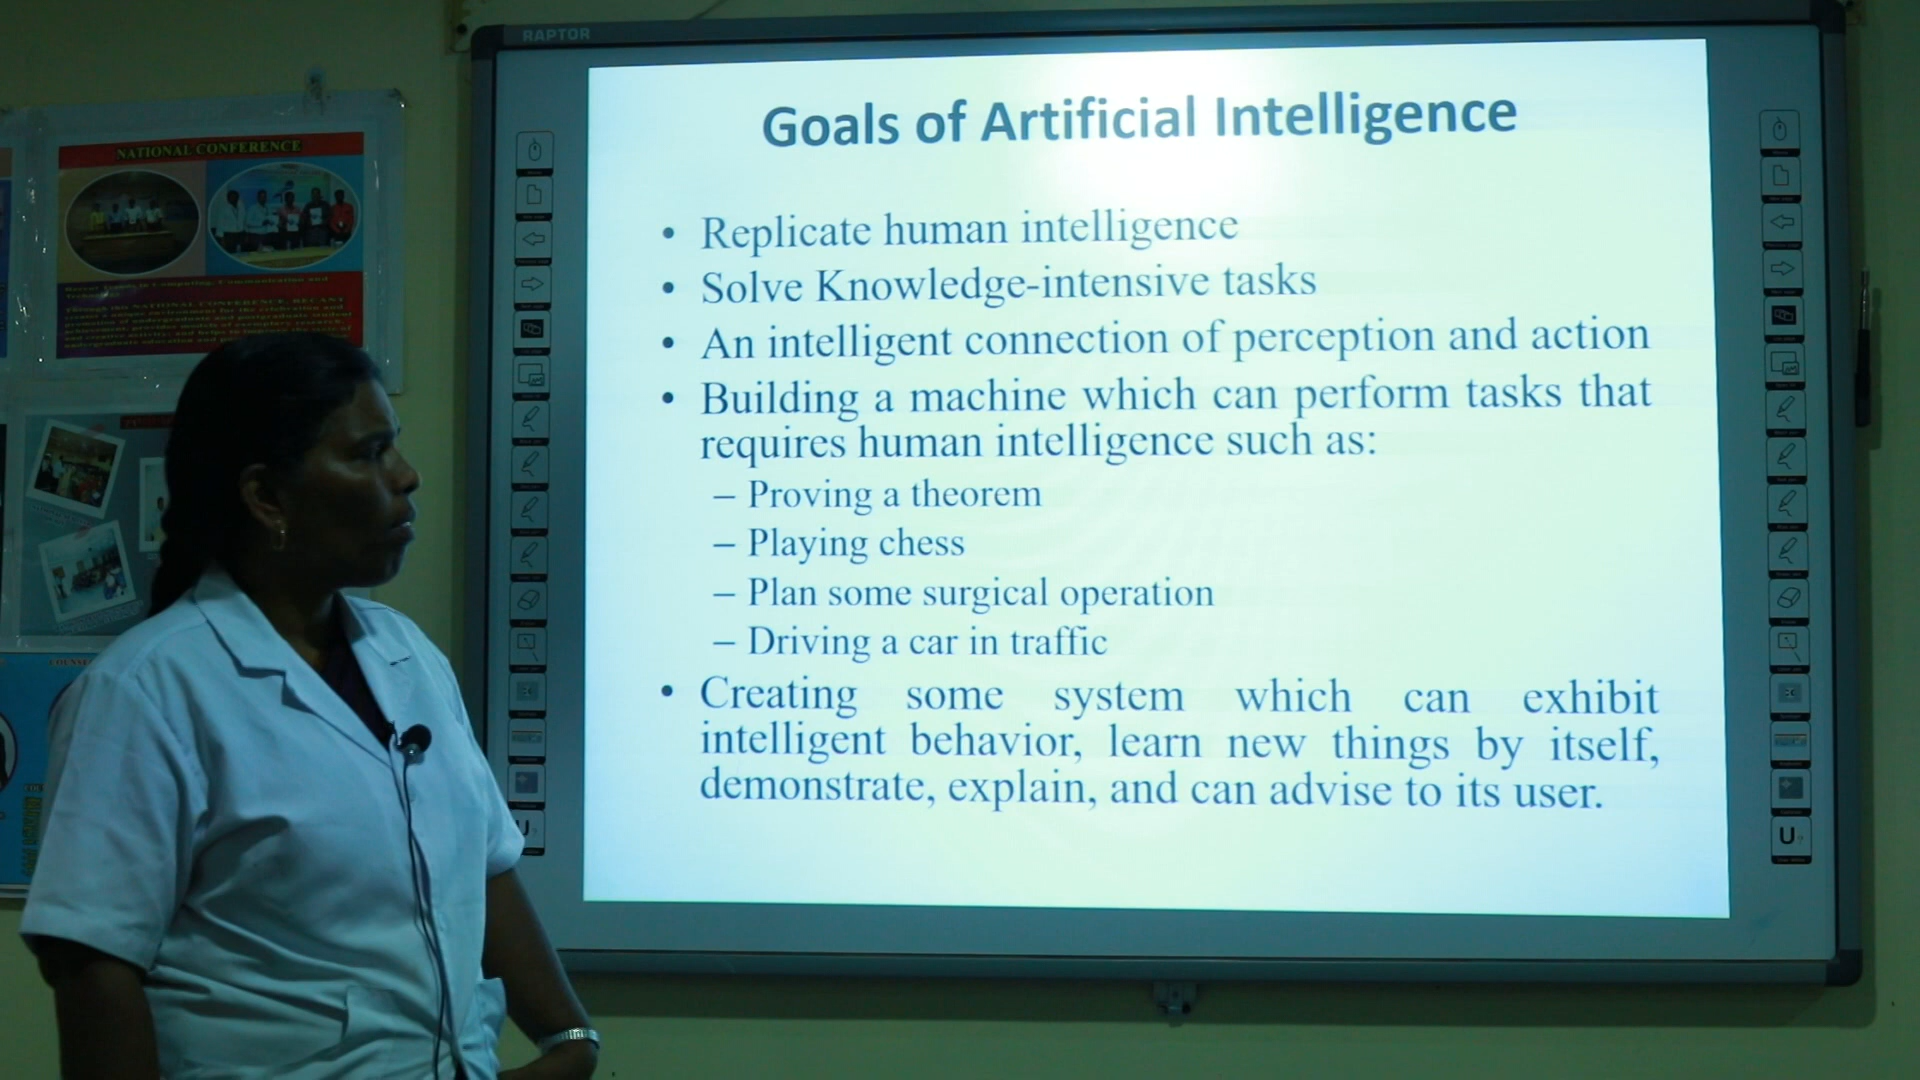 RAPTOR
NATIONAL CONFERENCE
Goals of Artificial Intelligence
• Replicate human intelligence
• Solve Knowledge-intensive tasks
• An intelligent connection of perception and action
• Building a machine which can perform tasks that
requires human intelligence such as:
– Proving a theorem
– Playing chess
– Plan some surgical operation
– Driving a car in traffic
• Creating some system which can exhibit
intelligent behavior, learn new things by itself,
demonstrate, explain, and can advise to its user.